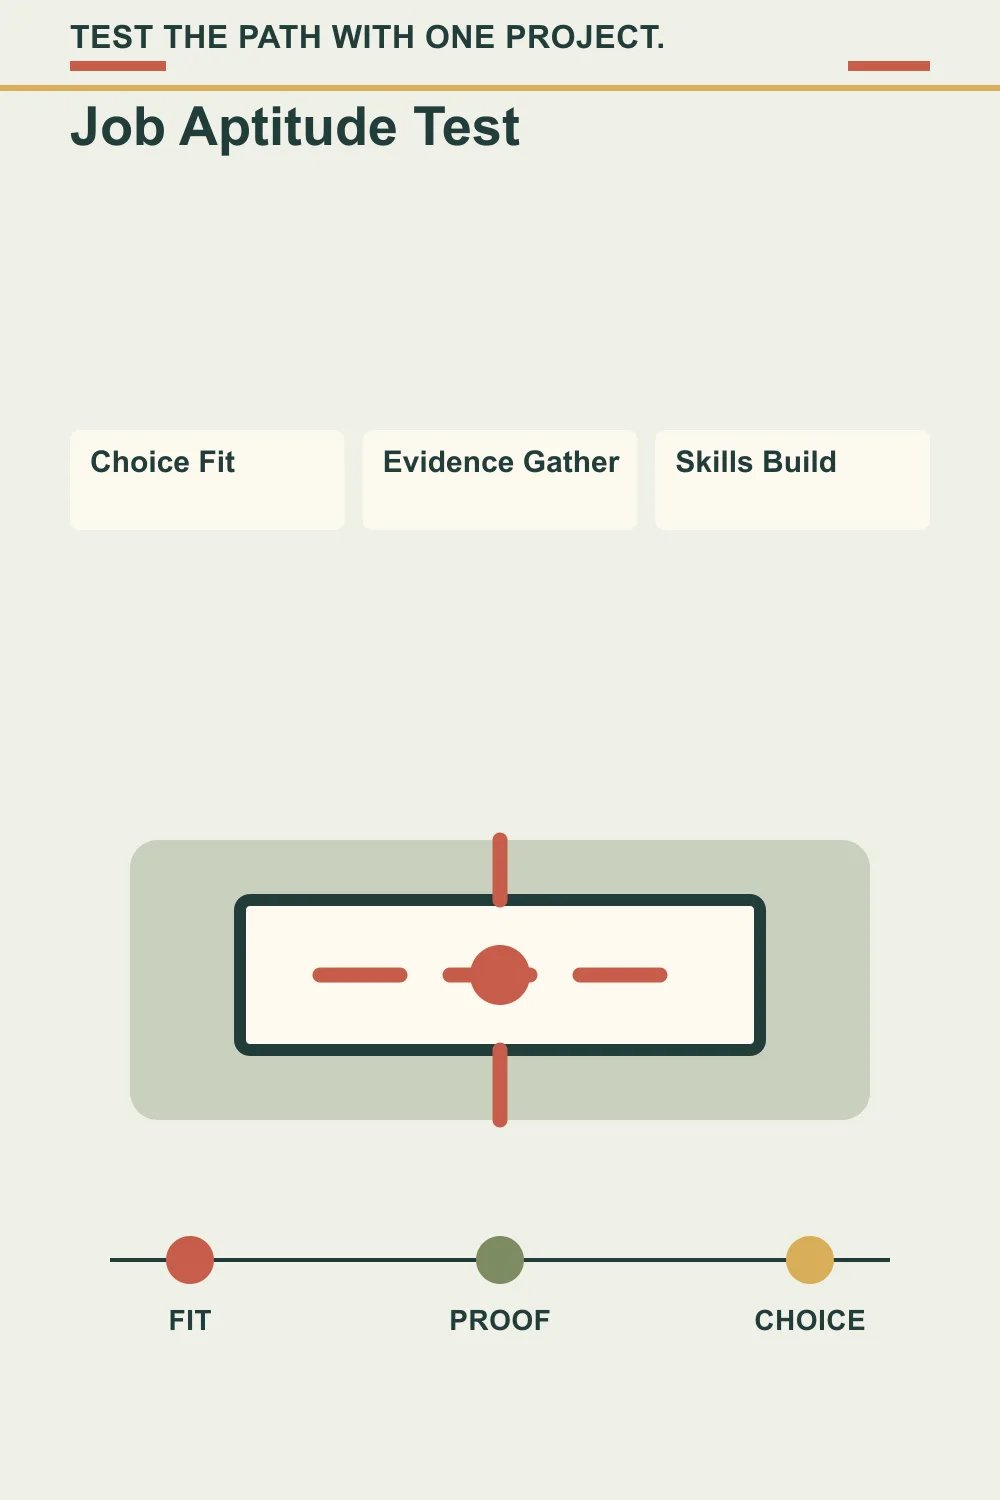 TEST THE PATH WITH ONE PROJECT.
Job Aptitude Test
Choice Fit
Evidence Gather
Skills Build
FIT
PROOF
CHOICE